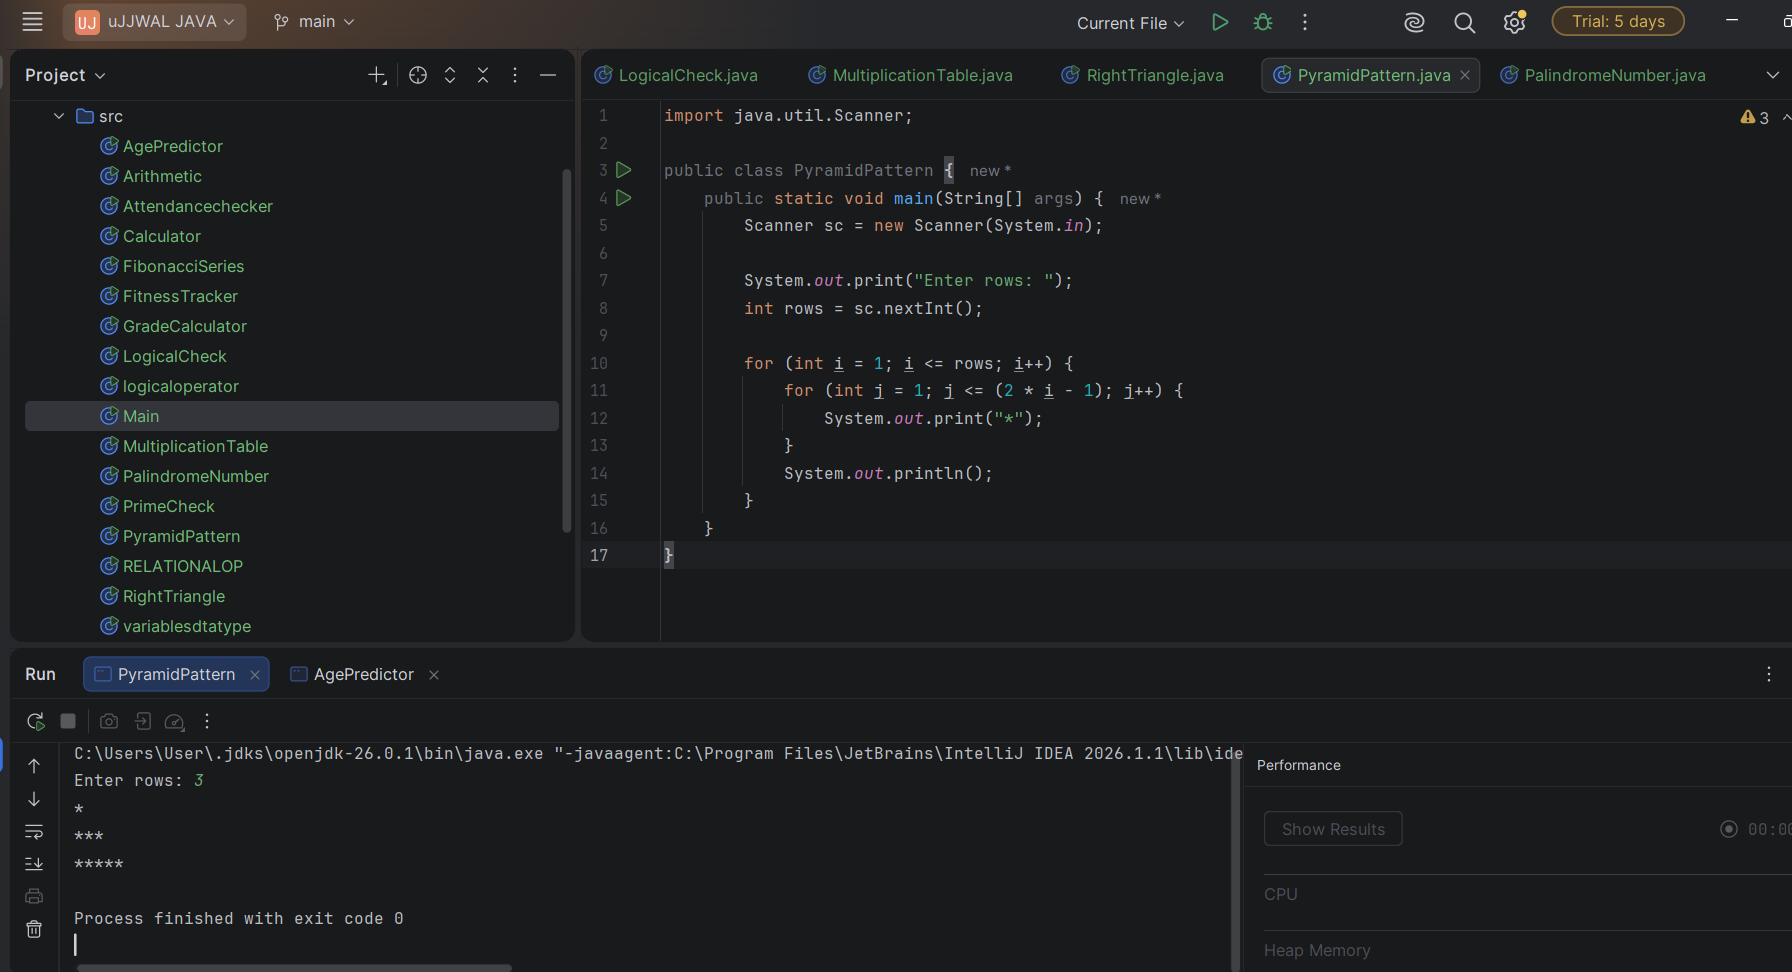 UJ uJJWAL JAVA main Current File Trial: 5 days
Project
src
AgePredictor
Arithmetic
Attendancechecker
Calculator
FibonacciSeries
FitnessTracker
GradeCalculator
LogicalCheck
logicaloperator
Main
MultiplicationTable
PalindromeNumber
PrimeCheck
PyramidPattern
RELATIONALOP
RightTriangle
variablesdtatype
LogicalCheck.java MultiplicationTable.java RightTriangle.java PyramidPattern.java PalindromeNumber.java
3
1 import java.util.Scanner;
2
3 public class PyramidPattern { new *
4     public static void main(String[] args) { new *
5         Scanner sc = new Scanner(System.in);
6
7         System.out.print("Enter rows: ");
8         int rows = sc.nextInt();
9
10         for (int i = 1; i <= rows; i++) {
11             for (int j = 1; j <= (2 * i - 1); j++) {
12                 System.out.print("*");
13             }
14             System.out.println();
15         }
16     }
17 }
Run PyramidPattern AgePredictor
C:\Users\User\.jdks\openjdk-26.0.1\bin\java.exe "-javaagent:C:\Program Files\JetBrains\IntelliJ IDEA 2026.1.1\lib\ide
Enter rows: 3
*
***
*****
Process finished with exit code 0
Performance
Show Results 00:00
CPU
Heap Memory